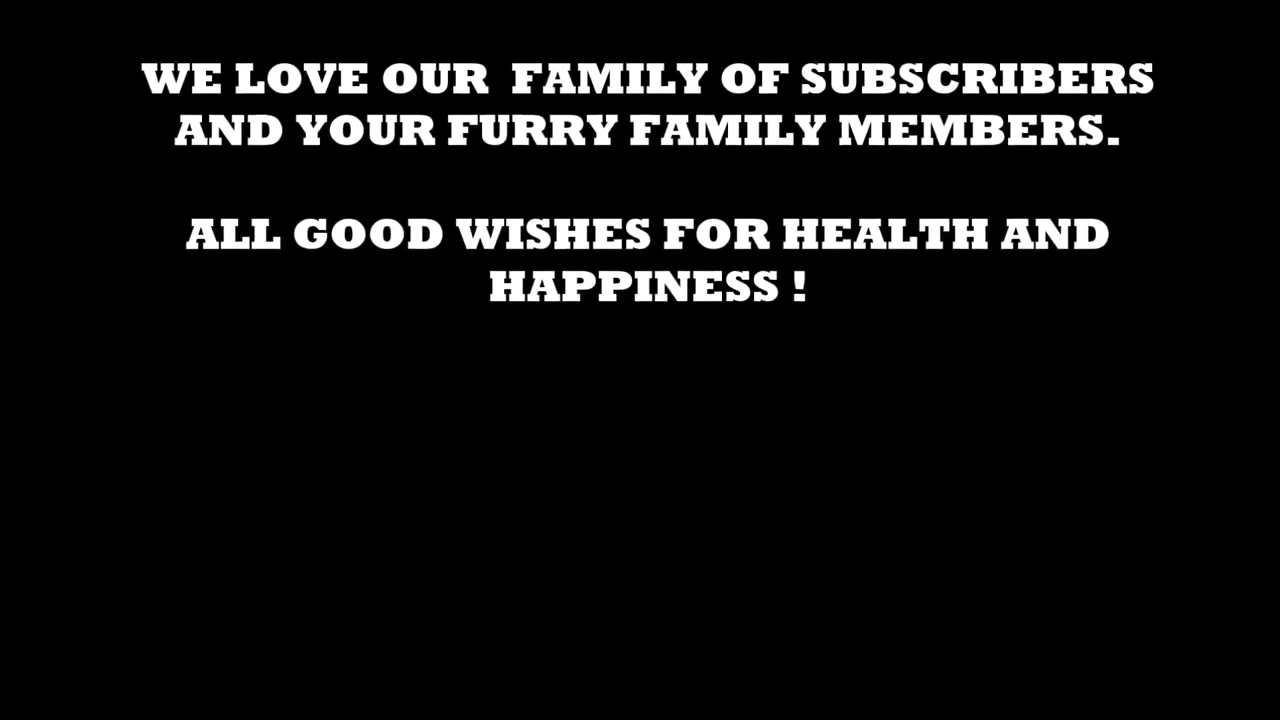 WE LOVE OUR  FAMILY OF SUBSCRIBERS
AND YOUR FURRY FAMILY MEMBERS.
ALL GOOD WISHES FOR HEALTH AND
HAPPINESS !